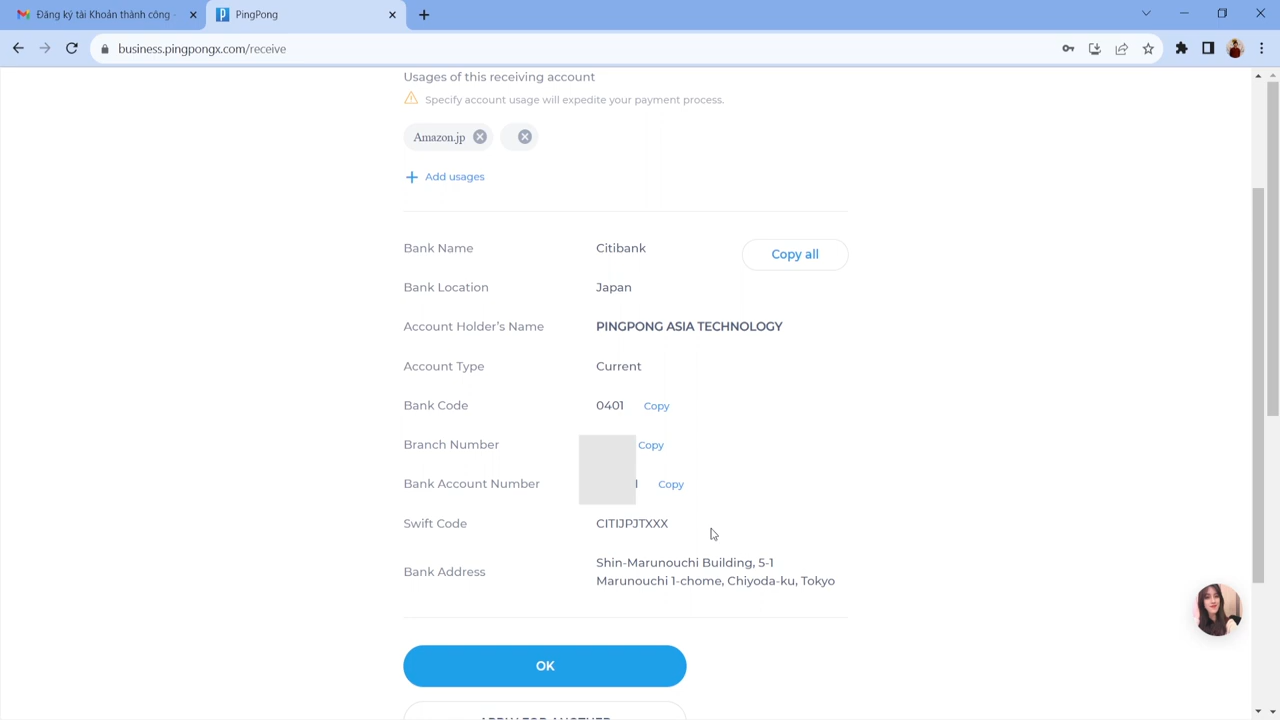 Đăng ký tài Khoản thành công -
PingPong
business.pingpongx.com/receive
Usages of this receiving account
Specify account usage will expedite your payment process.
Amazon.jp
Add usages
Bank Name Citibank Copy all
Bank Location Japan
Account Holder's Name PINGPONG ASIA TECHNOLOGY
Account Type Current
Bank Code 0401 Copy
Branch Number Copy
Bank Account Number Copy
Swift Code CITIJPJTXXX
Bank Address Shin-Marunouchi Building, 5-1
Marunouchi 1-chome, Chiyoda-ku, Tokyo
OK
APPLY FOR ANOTHER